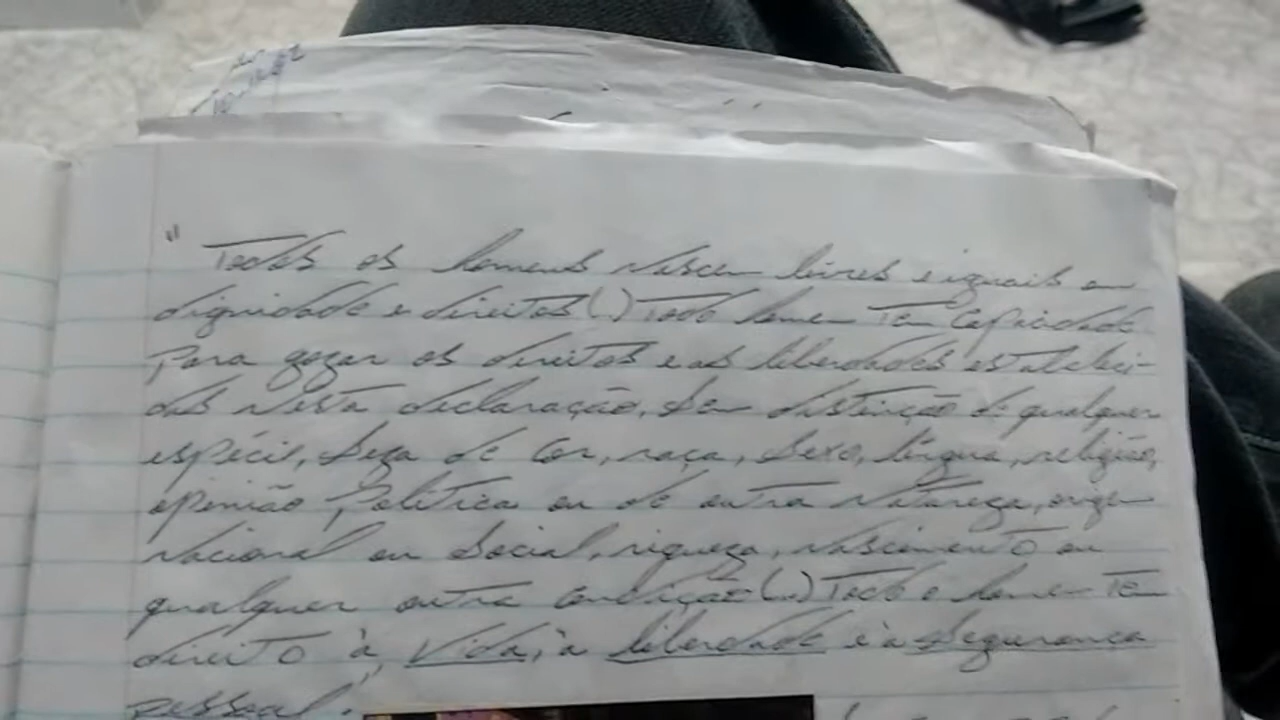 " Todos os homens nascem livres e iguais em
dignidade e direitos (..) Todo homem tem capacidade
para gozar os direitos e as liberdades estabeleci-
das nesta declaração, sem distinção de qualquer
espécie, seja de cor, raça, sexo, língua, religião,
opinião política ou de outra natureza, origem
nacional ou social, riqueza, nascimento ou
qualquer outra condição (..) Todo o homem tem
direito à vida, à liberdade e à segurança
pessoal."